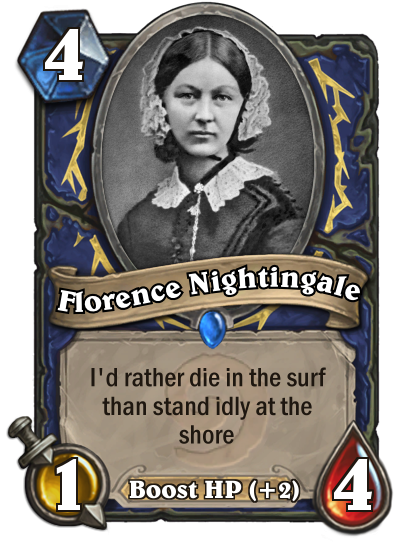 4
Florence Nightingale
I'd rather die in the surf
than stand idly at the
shore
1
Boost HP (+2)
4